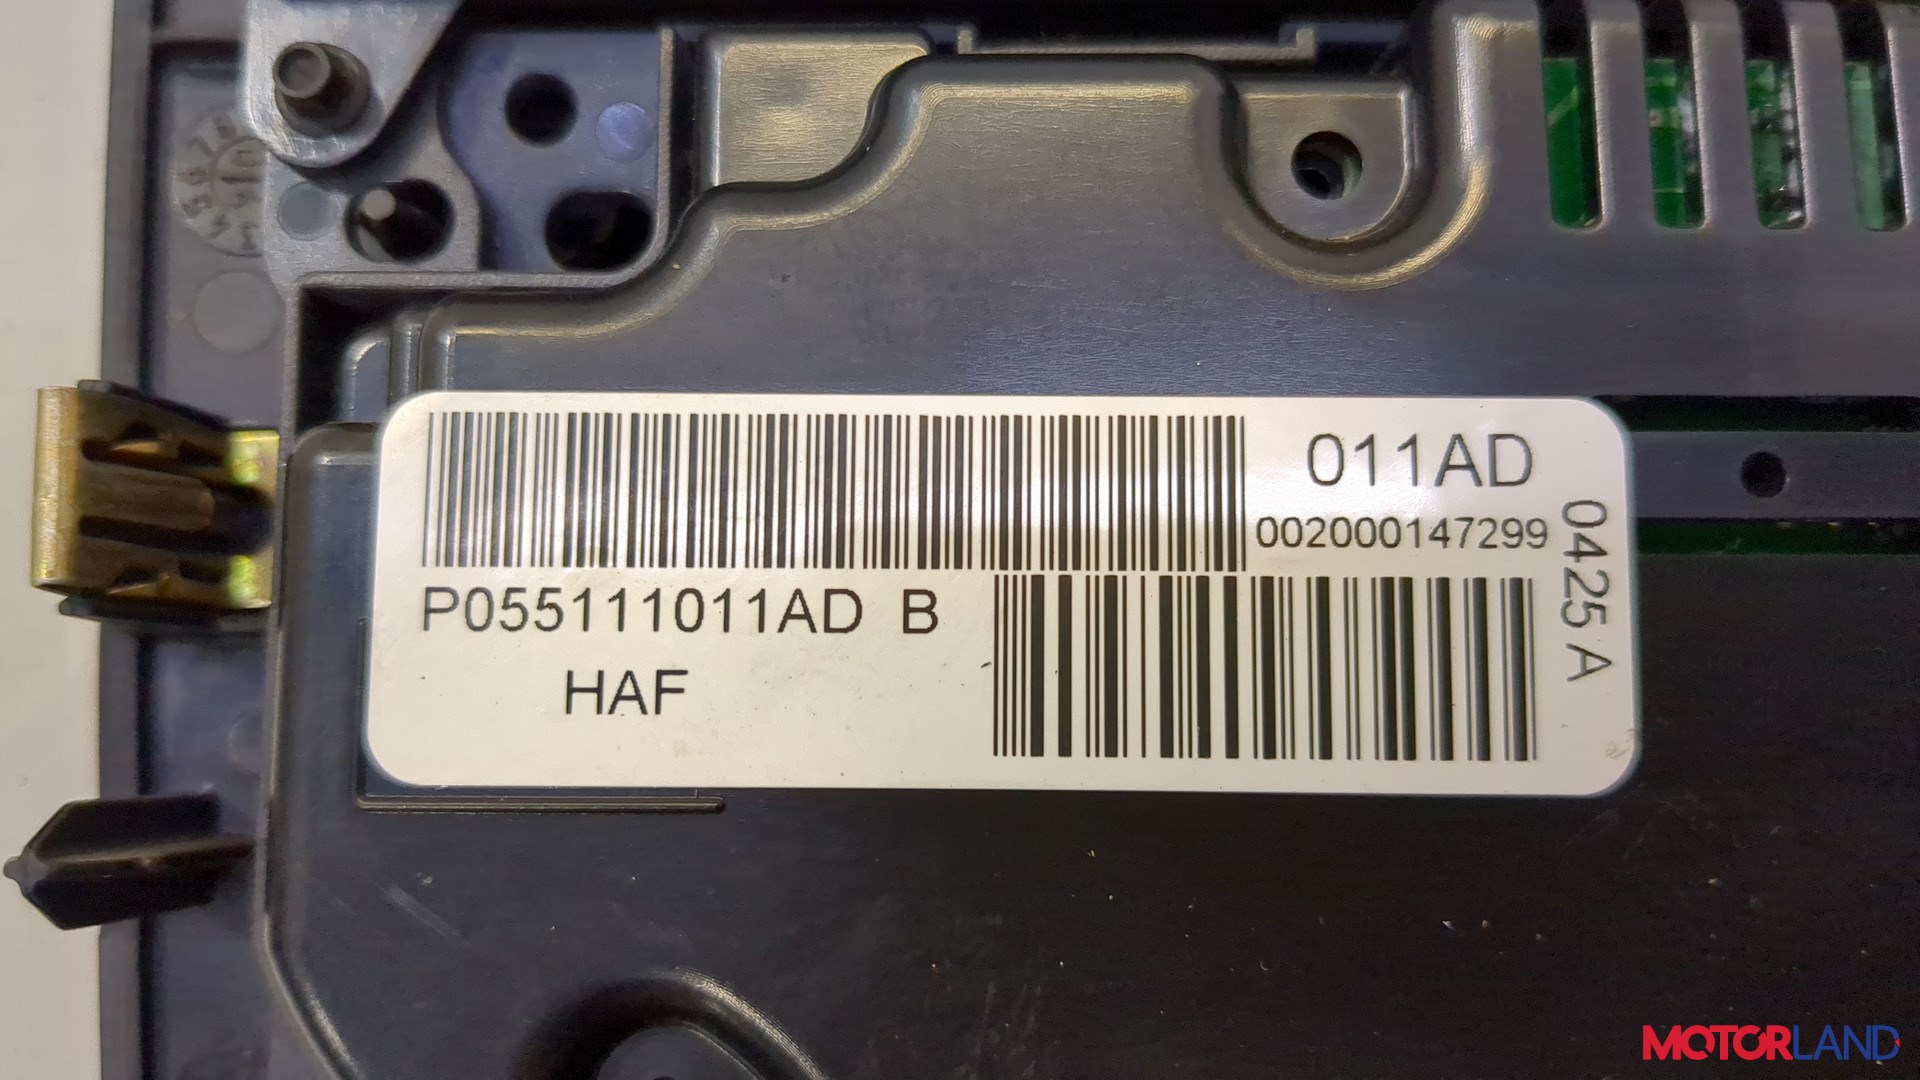 011AD
002000147299
0425 A
P055111011AD B
HAF
MOTORLAND